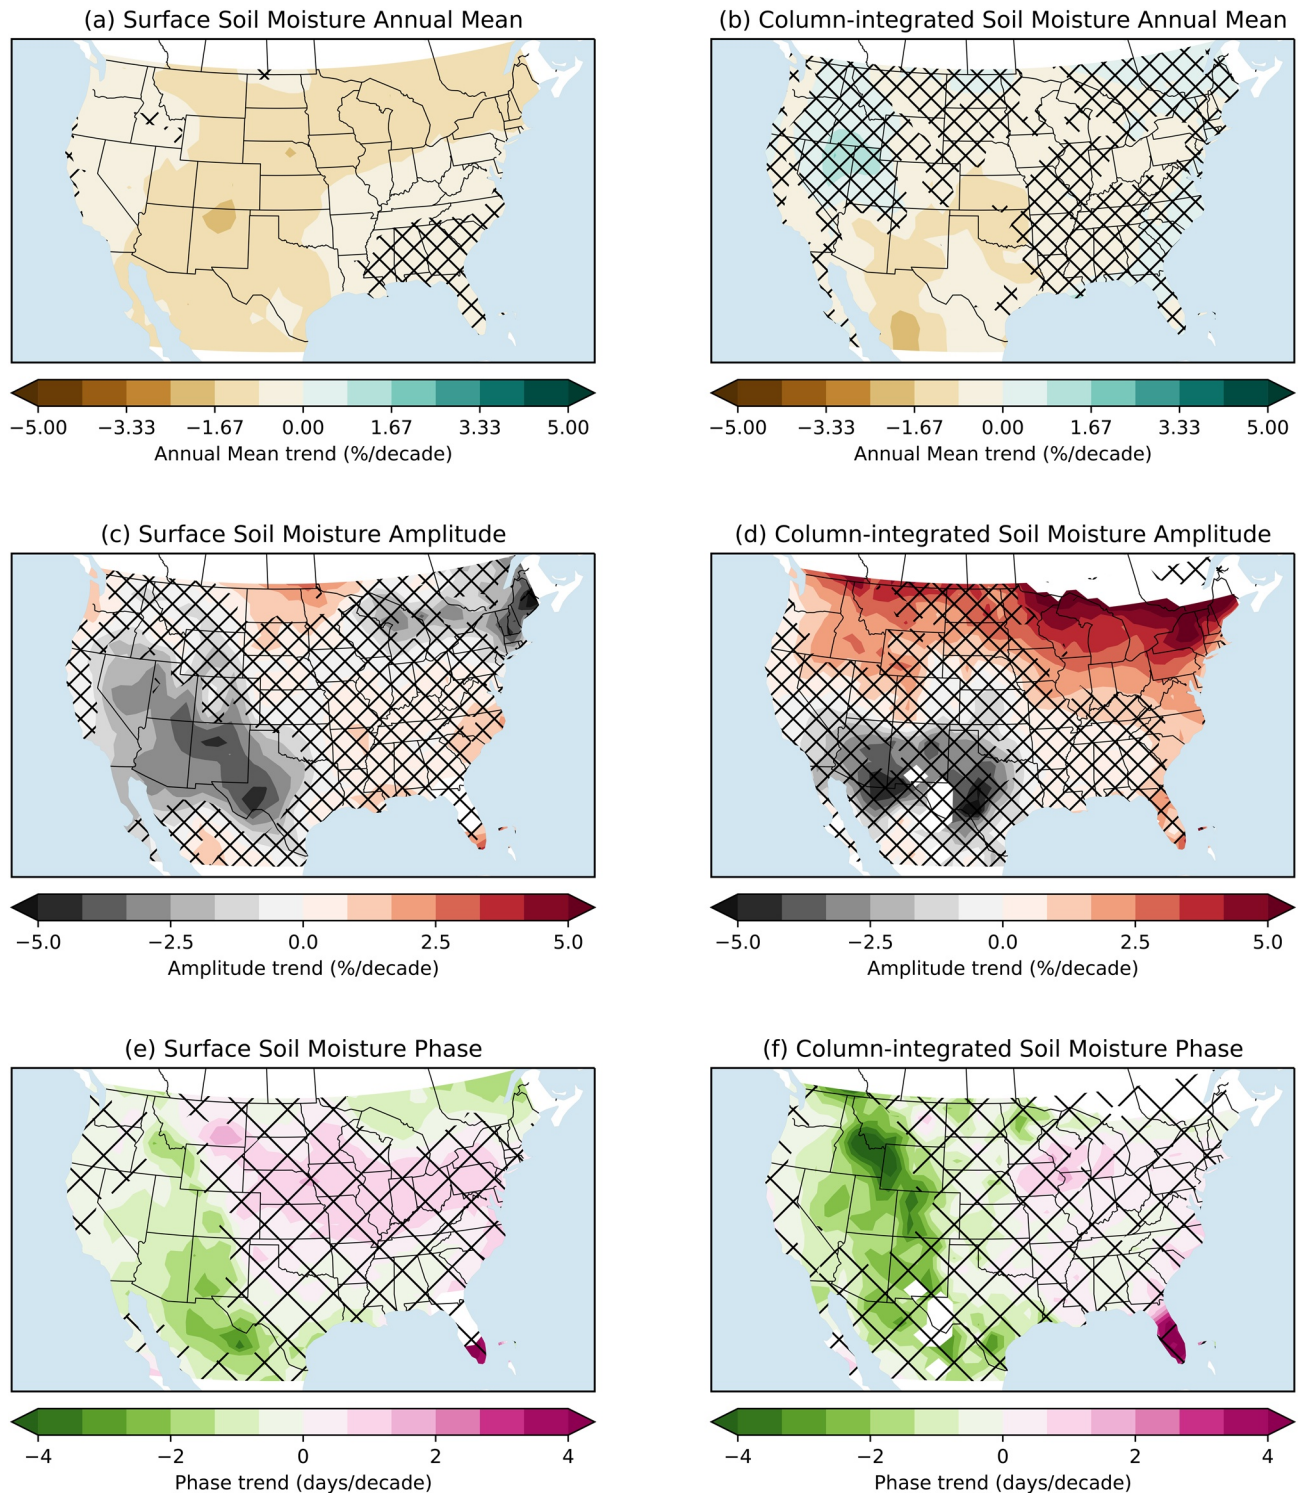 (a) Surface Soil Moisture Annual Mean
(b) Column-integrated Soil Moisture Annual Mean
−5.00 −3.33 −1.67 0.00 1.67 3.33 5.00
Annual Mean trend (%/decade)
−5.00 −3.33 −1.67 0.00 1.67 3.33 5.00
Annual Mean trend (%/decade)
(c) Surface Soil Moisture Amplitude
(d) Column-integrated Soil Moisture Amplitude
−5.0 −2.5 0.0 2.5 5.0
Amplitude trend (%/decade)
−5.0 −2.5 0.0 2.5 5.0
Amplitude trend (%/decade)
(e) Surface Soil Moisture Phase
(f) Column-integrated Soil Moisture Phase
−4 −2 0 2 4
Phase trend (days/decade)
−4 −2 0 2 4
Phase trend (days/decade)